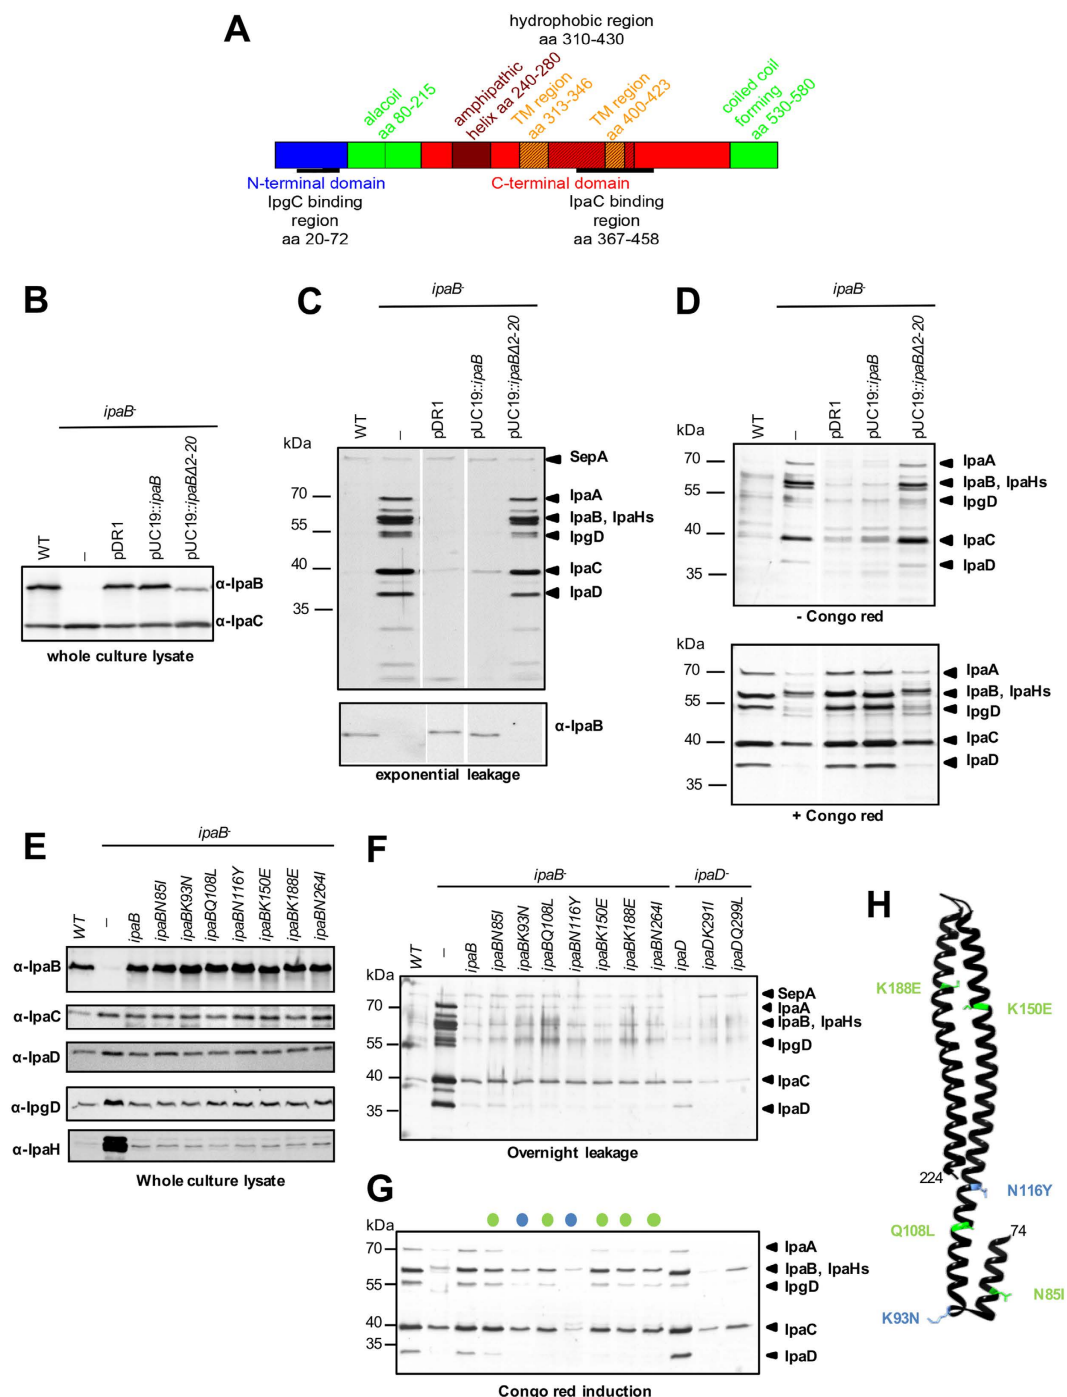 A
hydrophobic region
aa 310-430
alacoil
aa 80-215
amphipathic
helix aa 240-280
TM region
aa 313-346
TM region
aa 400-423
coiled coil
forming
aa 530-580
N-terminal domain
C-terminal domain
IpgC binding
region
aa 20-72
IpaC binding
region
aa 367-458
B
ipaB-
WT
–
pDR1
pUC19::ipaB
pUC19::ipaBΔ2-20
α-IpaB
α-IpaC
whole culture lysate
C
ipaB-
WT
–
pDR1
pUC19::ipaB
pUC19::ipaBΔ2-20
kDa
70
55
40
35
SepA
IpaA
IpaB, IpaHs
IpgD
IpaC
IpaD
α-IpaB
exponential leakage
D
ipaB-
WT
–
pDR1
pUC19::ipaB
pUC19::ipaBΔ2-20
kDa
70
55
40
35
IpaA
IpaB, IpaHs
IpgD
IpaC
IpaD
- Congo red
kDa
70
55
40
35
IpaA
IpaB, IpaHs
IpgD
IpaC
IpaD
+ Congo red
E
ipaB-
WT
–
ipaB
ipaBN85I
ipaBK93N
ipaBQ108L
ipaBN116Y
ipaBK150E
ipaBK188E
ipaBN264I
α-IpaB
α-IpaC
α-IpaD
α-IpgD
α-IpaH
Whole culture lysate
F
ipaB-
ipaD-
WT
–
ipaB
ipaBN85I
ipaBK93N
ipaBQ108L
ipaBN116Y
ipaBK150E
ipaBK188E
ipaBN264I
ipaD
ipaDK291I
ipaDQ299L
kDa
70
55
40
35
SepA
IpaA
IpaB, IpaHs
IpgD
IpaC
IpaD
Overnight leakage
G
kDa
70
55
40
35
IpaA
IpaB, IpaHs
IpgD
IpaC
IpaD
Congo red induction
H
K188E
K150E
224
N116Y
Q108L
74
N85I
K93N